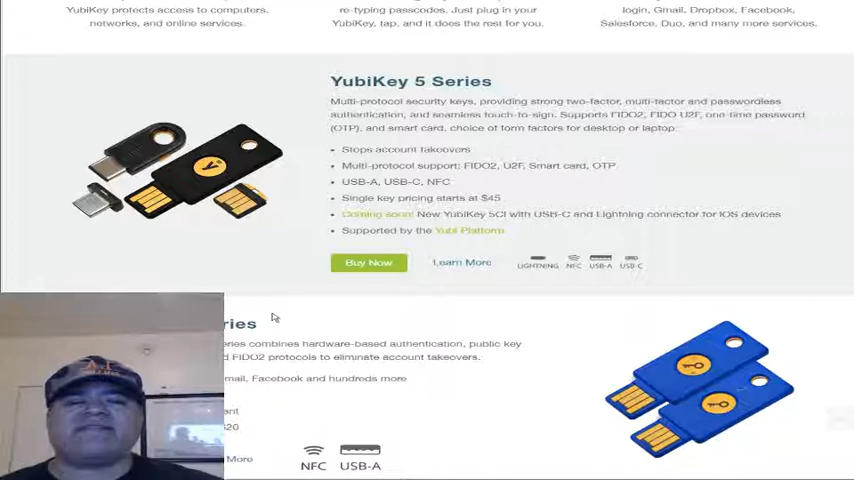 YubiKey protects access to computers,
networks, and online services.
re-typing passcodes. Just plug in your
YubiKey, tap, and it does the rest for you.
login, Gmail, Dropbox, Facebook,
Salesforce, Duo, and many more services.
YubiKey 5 Series
Multi-protocol security keys, providing strong two-factor, multi-factor and passwordless
authentication, and seamless touch-to-sign. Supports FIDO2, FIDO U2F, one-time password
(OTP), and smart card, choice of form factors for desktop or laptop:
Stops account takeovers
Multi-protocol support: FIDO2, U2F, Smart card, OTP
USB-A, USB-C, NFC
Single key pricing starts at $45
Coming soon! New YubiKey 5Ci with USB-C and Lightning connector for iOS devices
Supported by the Yubi Platform
Buy Now
Learn More
LIGHTNING NFC USB-A USB-C
ries
eries combines hardware-based authentication, public key
d FIDO2 protocols to eliminate account takeovers.
mail, Facebook and hundreds more
ant
$20
More
NFC USB-A
Y